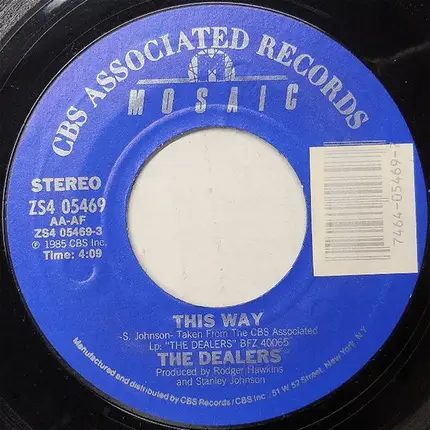 CBS ASSOCIATED RECORDS
M
MOSAIC
STEREO
ZS4 05469
AA-AF
ZS4 05469-3
℗ 1985 CBS Inc.
Time: 4:09
7464-05469-
THIS WAY
-S. Johnson- Taken From The CBS Associated
Lp: "THE DEALERS" BFZ 40065
THE DEALERS
Produced by Rodger Hawkins
and Stanley Johnson
Manufactured and distributed by CBS Records / CBS Inc. / 51 W 57 Street, New York, N.Y.